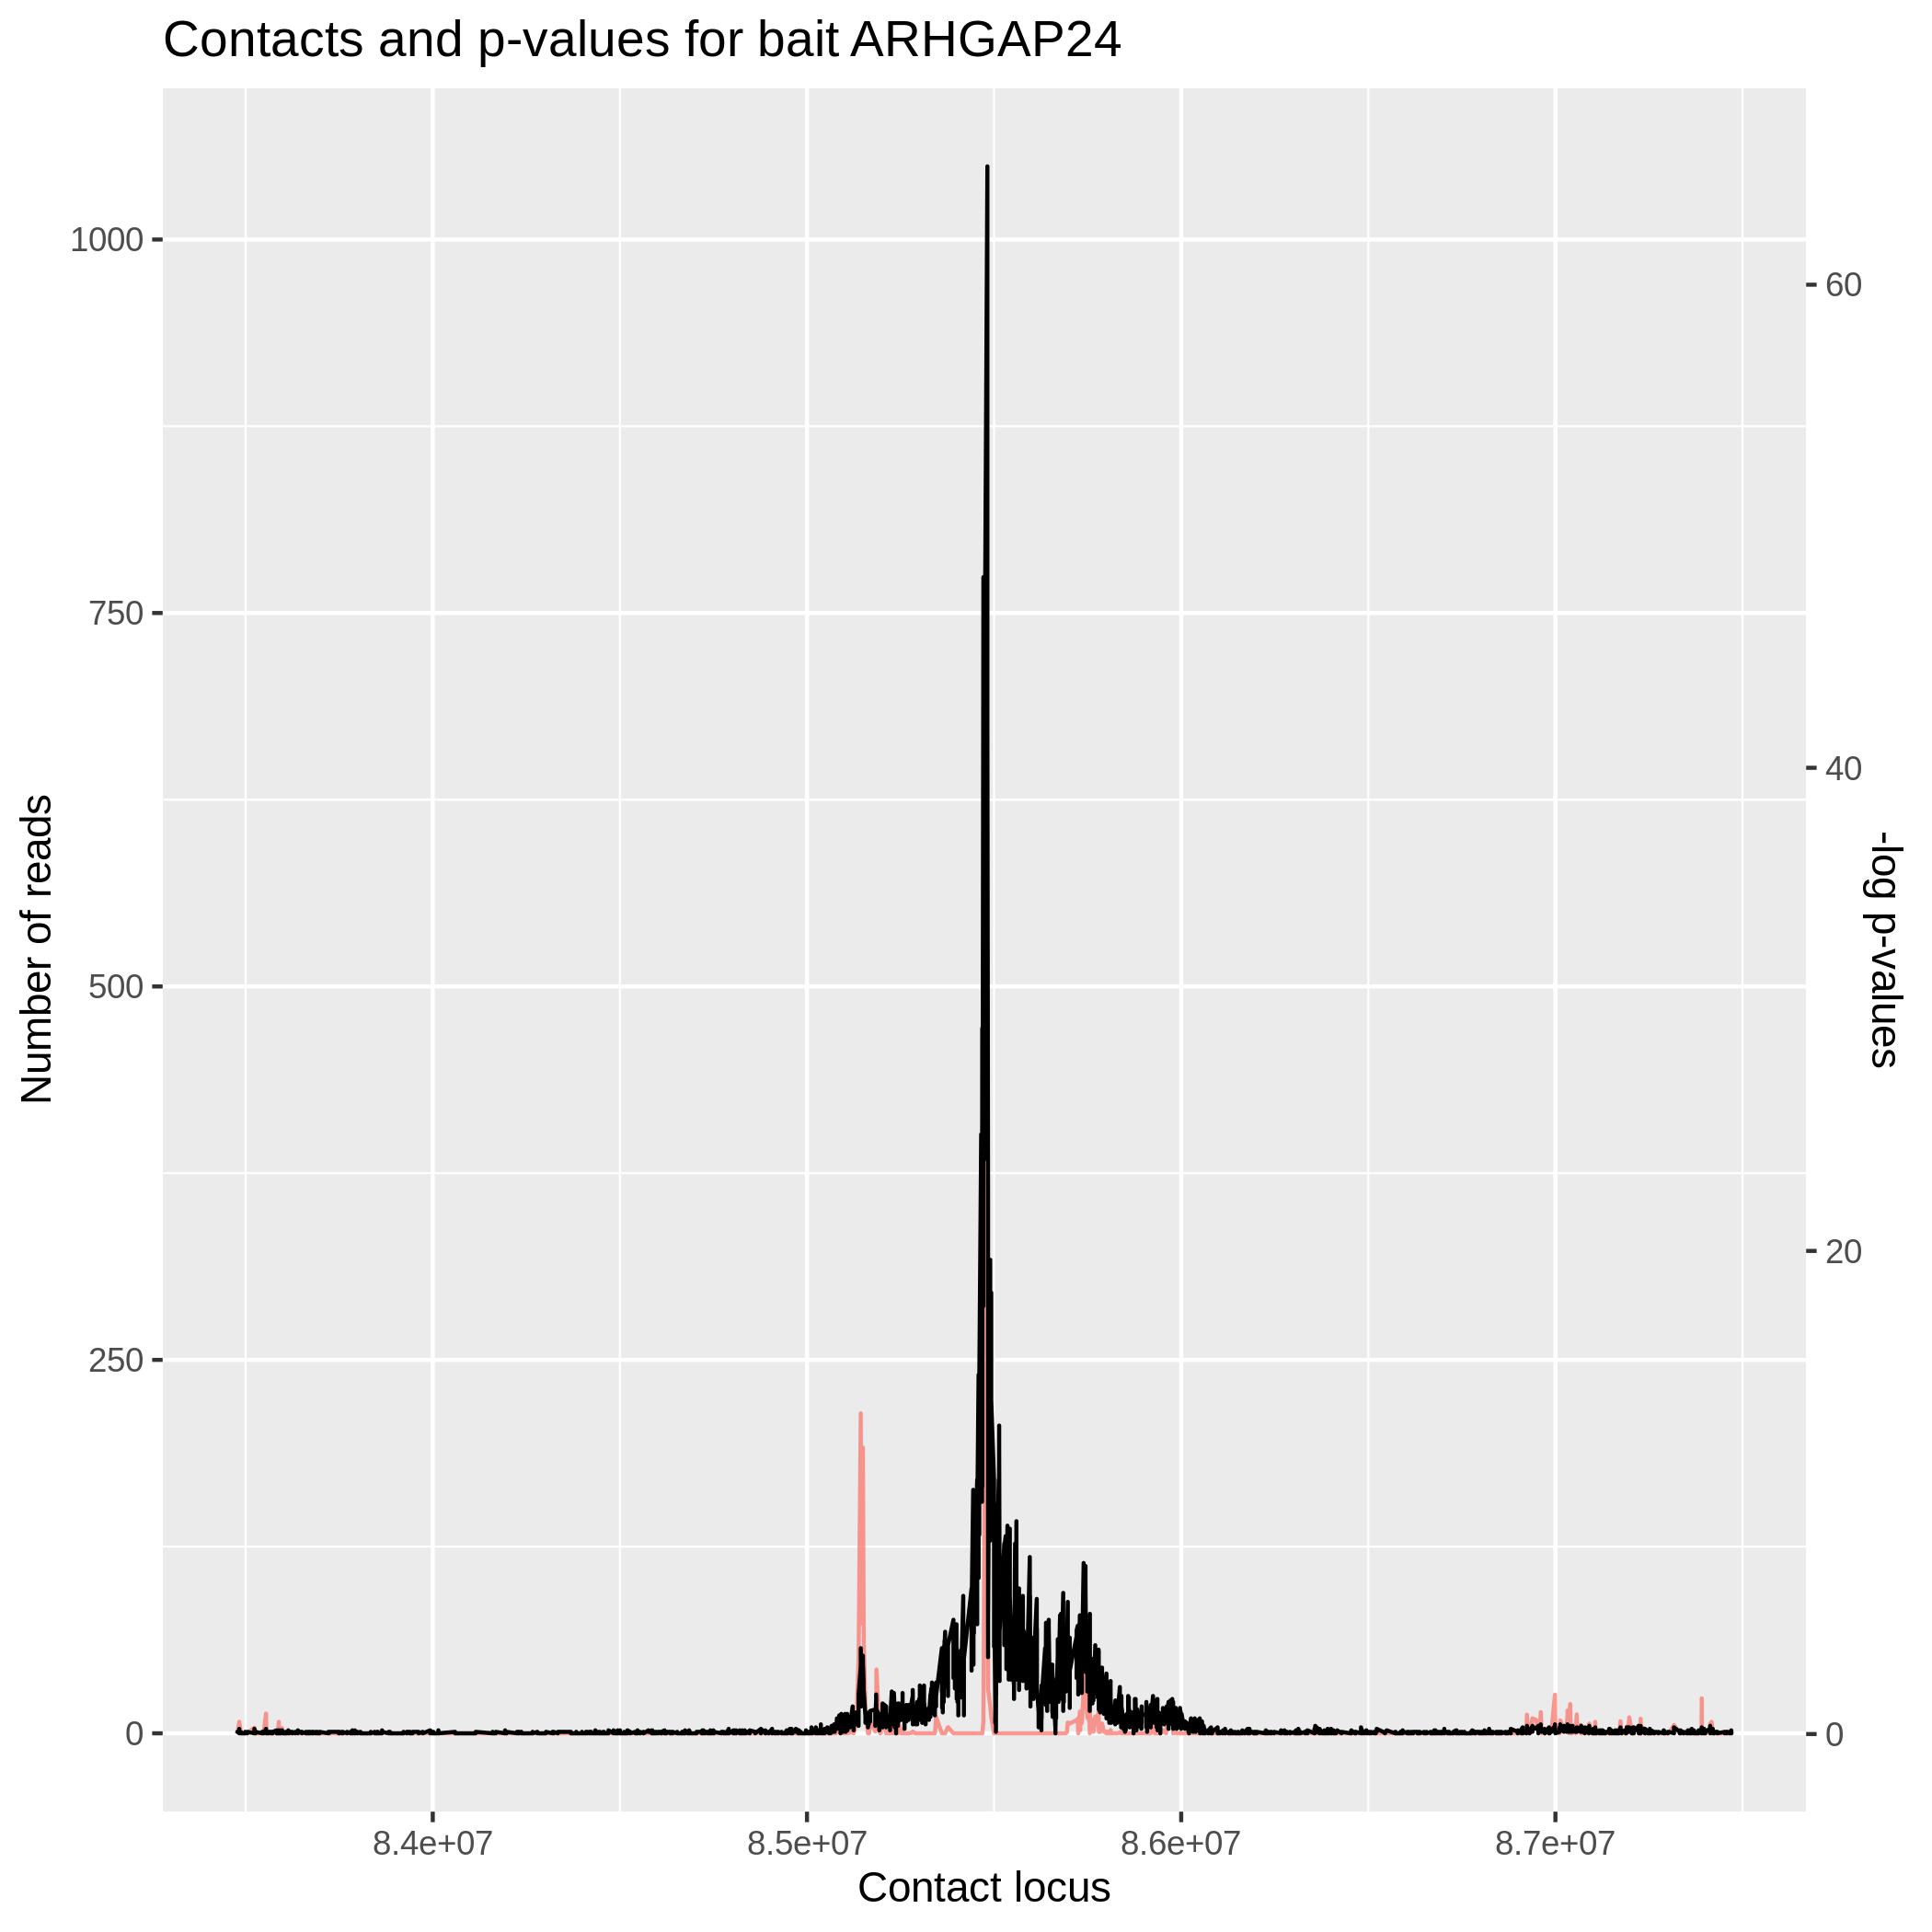 Contacts and p-values for bait ARHGAP24
1000
750
500
250
0
Number of reads
60
40
20
0
-log p-values
8.4e+07
8.5e+07
8.6e+07
8.7e+07
Contact locus